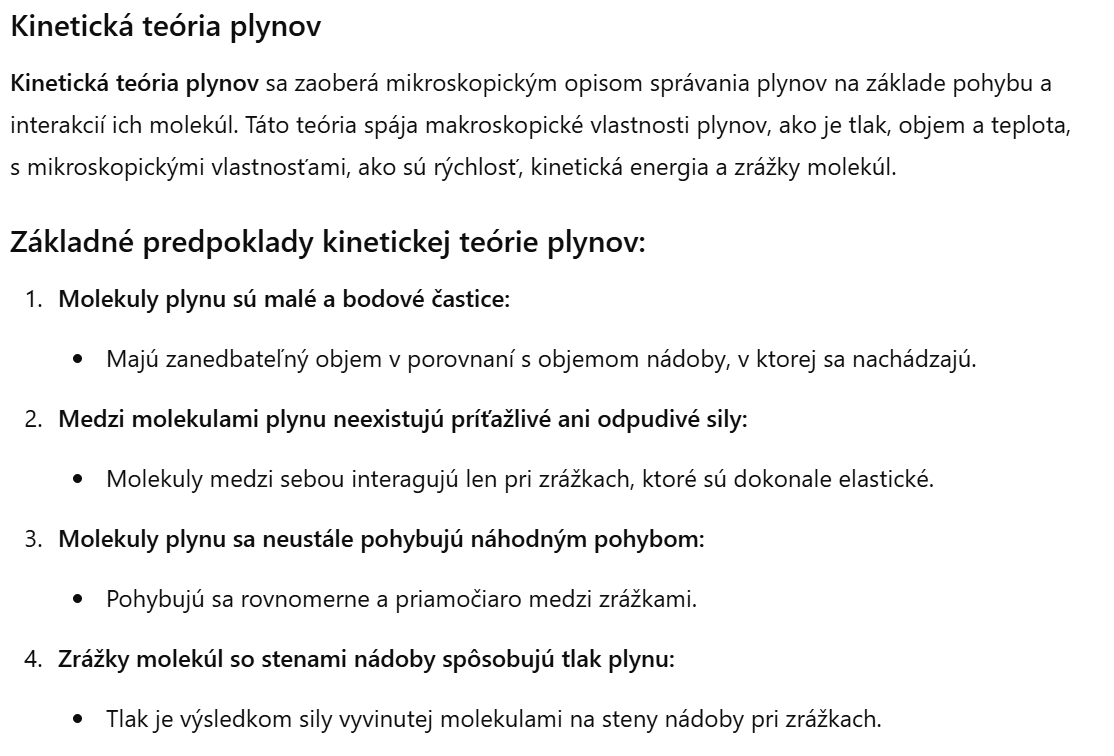 Kinetická teória plynov
Kinetická teória plynov sa zaoberá mikroskopickým opisom správania plynov na základe pohybu a
interakcií ich molekúl. Táto teória spája makroskopické vlastnosti plynov, ako je tlak, objem a teplota,
s mikroskopickými vlastnosťami, ako sú rýchlosť, kinetická energia a zrážky molekúl.
Základné predpoklady kinetickej teórie plynov:
1. Molekuly plynu sú malé a bodové častice:
• Majú zanedbateľný objem v porovnaní s objemom nádoby, v ktorej sa nachádzajú.
2. Medzi molekulami plynu neexistujú príťažlivé ani odpudivé sily:
• Molekuly medzi sebou interagujú len pri zrážkach, ktoré sú dokonale elastické.
3. Molekuly plynu sa neustále pohybujú náhodným pohybom:
• Pohybujú sa rovnomerne a priamočiaro medzi zrážkami.
4. Zrážky molekúl so stenami nádoby spôsobujú tlak plynu:
• Tlak je výsledkom sily vyvinutej molekulami na steny nádoby pri zrážkach.